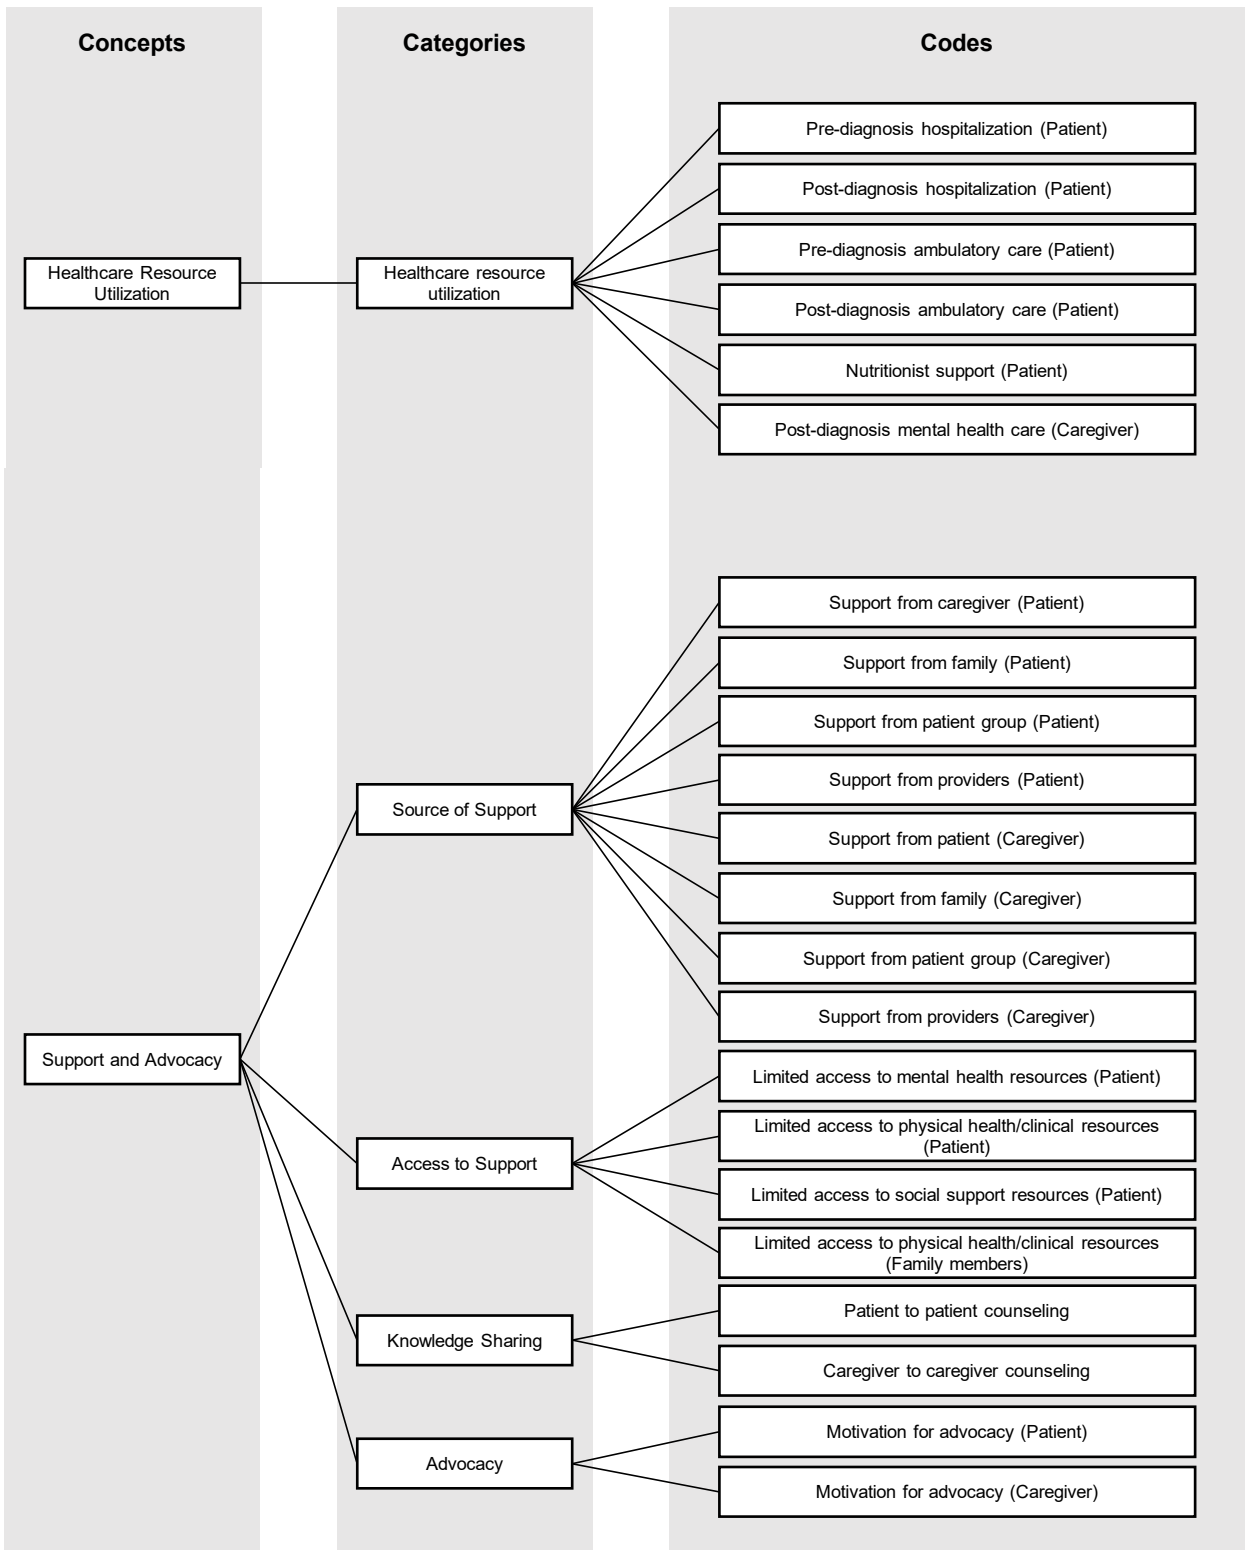 Concepts
Categories
Codes
Healthcare Resource
Utilization
Healthcare resource
utilization
Pre-diagnosis hospitalization (Patient)
Post-diagnosis hospitalization (Patient)
Pre-diagnosis ambulatory care (Patient)
Post-diagnosis ambulatory care (Patient)
Nutritionist support (Patient)
Post-diagnosis mental health care (Caregiver)
Support and Advocacy
Source of Support
Support from caregiver (Patient)
Support from family (Patient)
Support from patient group (Patient)
Support from providers (Patient)
Support from patient (Caregiver)
Support from family (Caregiver)
Support from patient group (Caregiver)
Support from providers (Caregiver)
Access to Support
Limited access to mental health resources (Patient)
Limited access to physical health/clinical resources
(Patient)
Limited access to social support resources (Patient)
Limited access to physical health/clinical resources
(Family members)
Knowledge Sharing
Patient to patient counseling
Caregiver to caregiver counseling
Advocacy
Motivation for advocacy (Patient)
Motivation for advocacy (Caregiver)